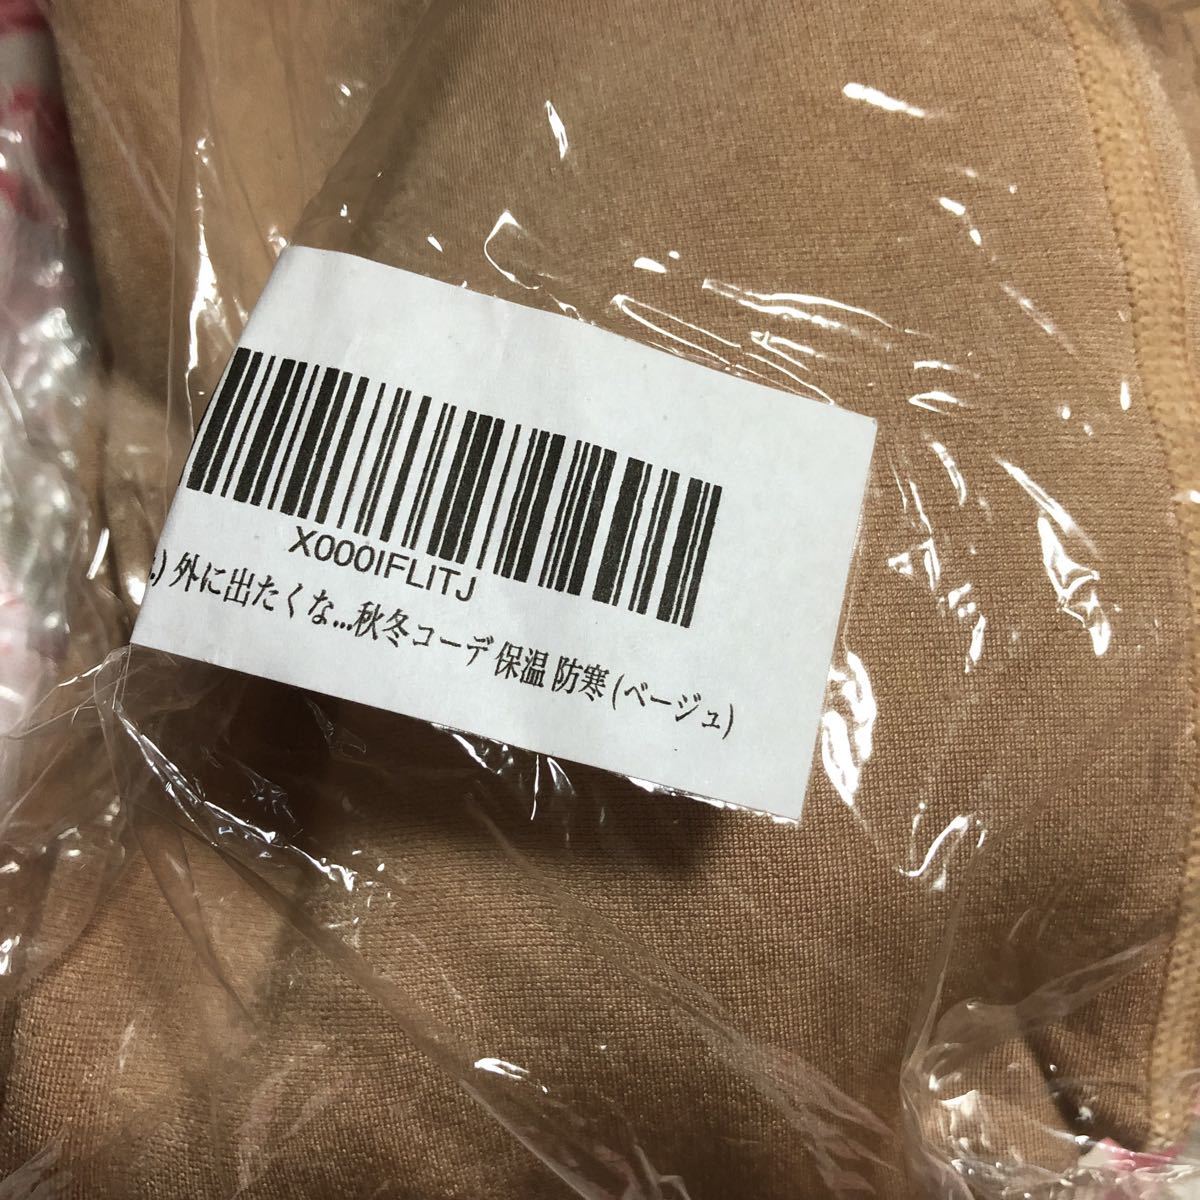 X000IFLITJ
) 外に出たくな...秋冬コーデ 保温 防寒 (ベージュ)